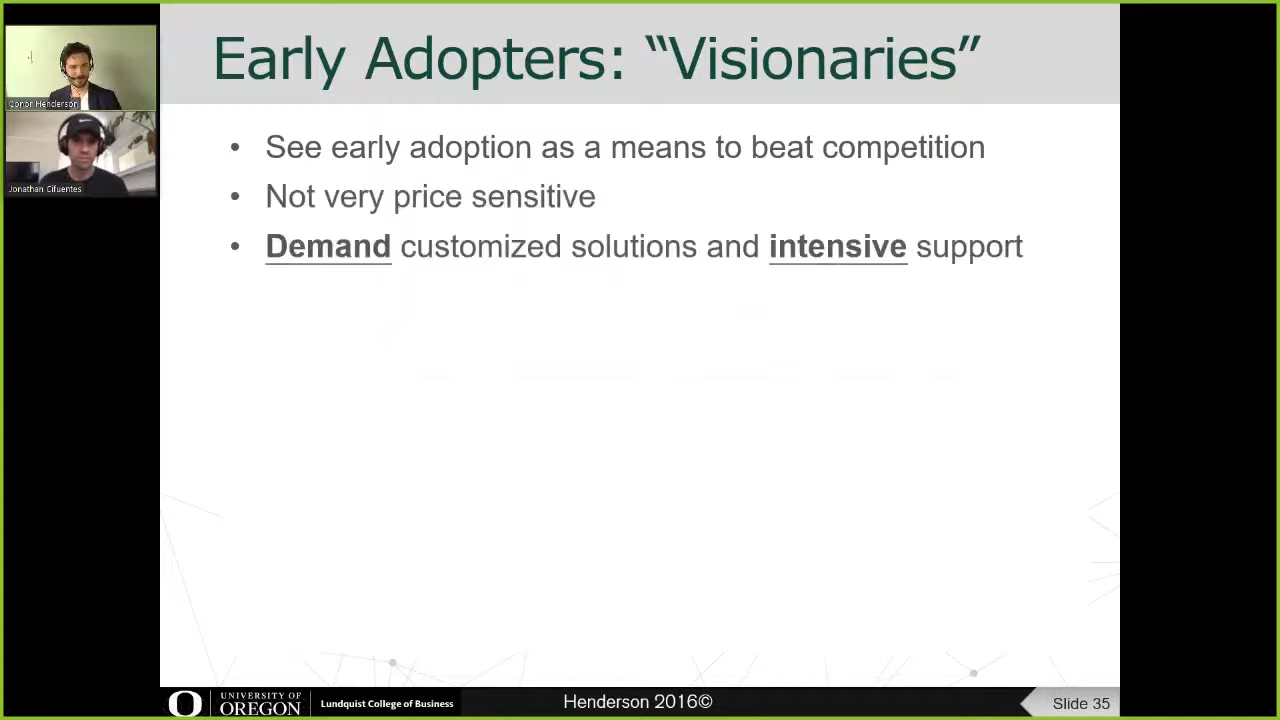 Early Adopters: “Visionaries”
Conor Henderson
Jonathan Cifuentes
• See early adoption as a means to beat competition
• Not very price sensitive
• Demand customized solutions and intensive support
UNIVERSITY OF
OREGON
Lundquist College of Business
Henderson 2016©
Slide 35